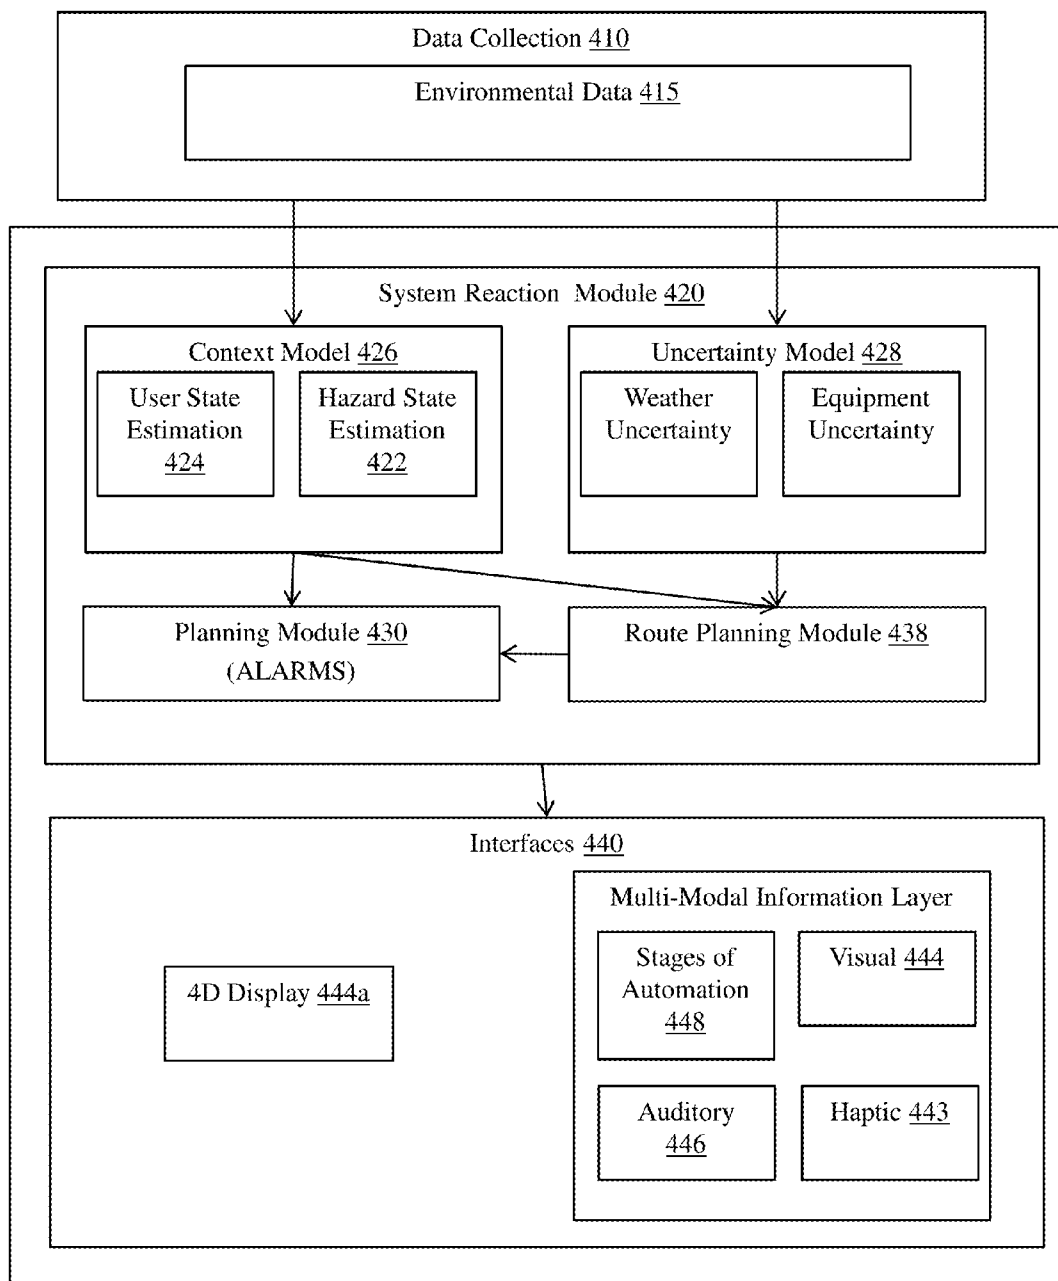 Data Collection 410
Environmental Data 415
System Reaction Module 420
Context Model 426
User State
Estimation
424
Hazard State
Estimation
422
Uncertainty Model 428
Weather
Uncertainty
Equipment
Uncertainty
Planning Module 430
(ALARMS)
Route Planning Module 438
Interfaces 440
4D Display 444a
Multi-Modal Information Layer
Stages of
Automation
448
Visual 444
Auditory
446
Haptic 443